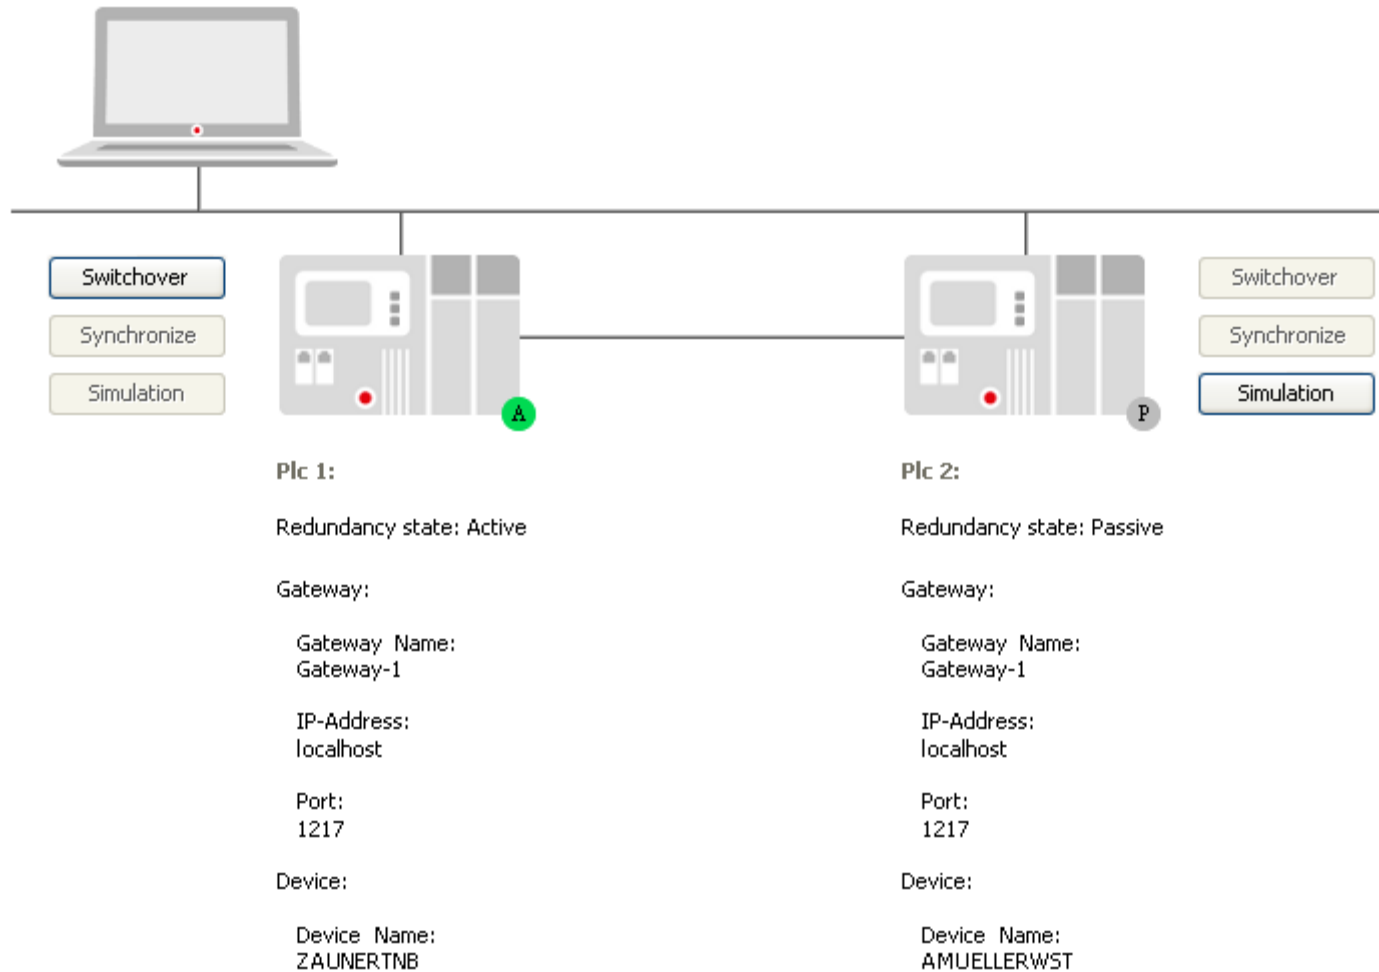 Switchover
Synchronize
Simulation
A
P
Switchover
Synchronize
Simulation
Plc 1:
Redundancy state: Active
Gateway:
Gateway Name:
Gateway-1
IP-Address:
localhost
Port:
1217
Device:
Device Name:
ZAUNERTNB
Plc 2:
Redundancy state: Passive
Gateway:
Gateway Name:
Gateway-1
IP-Address:
localhost
Port:
1217
Device:
Device Name:
AMUELLERWST